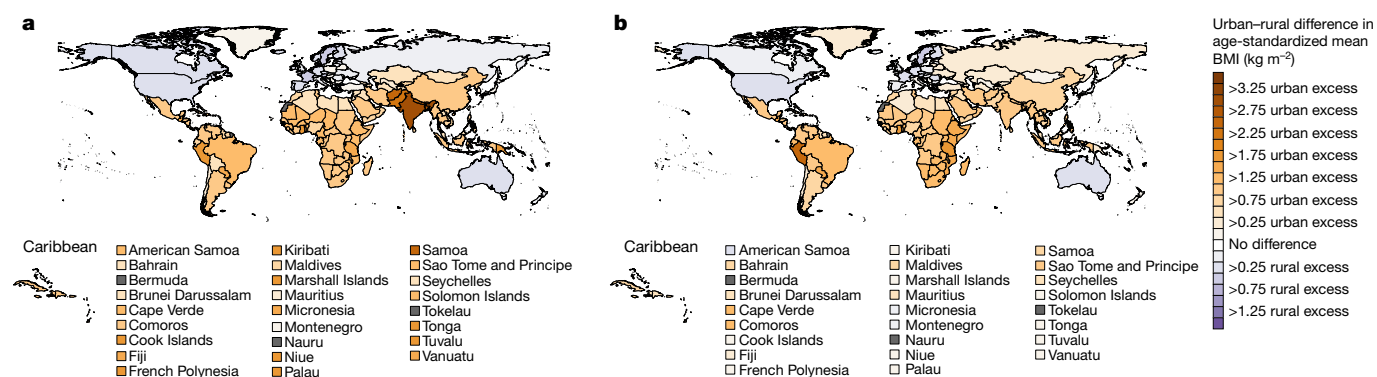 a
b
Urban–rural difference in
age-standardized mean
BMI (kg m⁻²)
>3.25 urban excess
>2.75 urban excess
>2.25 urban excess
>1.75 urban excess
>1.25 urban excess
>0.75 urban excess
>0.25 urban excess
No difference
>0.25 rural excess
>0.75 rural excess
>1.25 rural excess
Caribbean
American Samoa
Bahrain
Bermuda
Brunei Darussalam
Cape Verde
Comoros
Cook Islands
Fiji
French Polynesia
Kiribati
Maldives
Marshall Islands
Mauritius
Micronesia
Montenegro
Nauru
Niue
Palau
Samoa
Sao Tome and Principe
Seychelles
Solomon Islands
Tokelau
Tonga
Tuvalu
Vanuatu
Caribbean
American Samoa
Bahrain
Bermuda
Brunei Darussalam
Cape Verde
Comoros
Cook Islands
Fiji
French Polynesia
Kiribati
Maldives
Marshall Islands
Mauritius
Micronesia
Montenegro
Nauru
Niue
Palau
Samoa
Sao Tome and Principe
Seychelles
Solomon Islands
Tokelau
Tonga
Tuvalu
Vanuatu